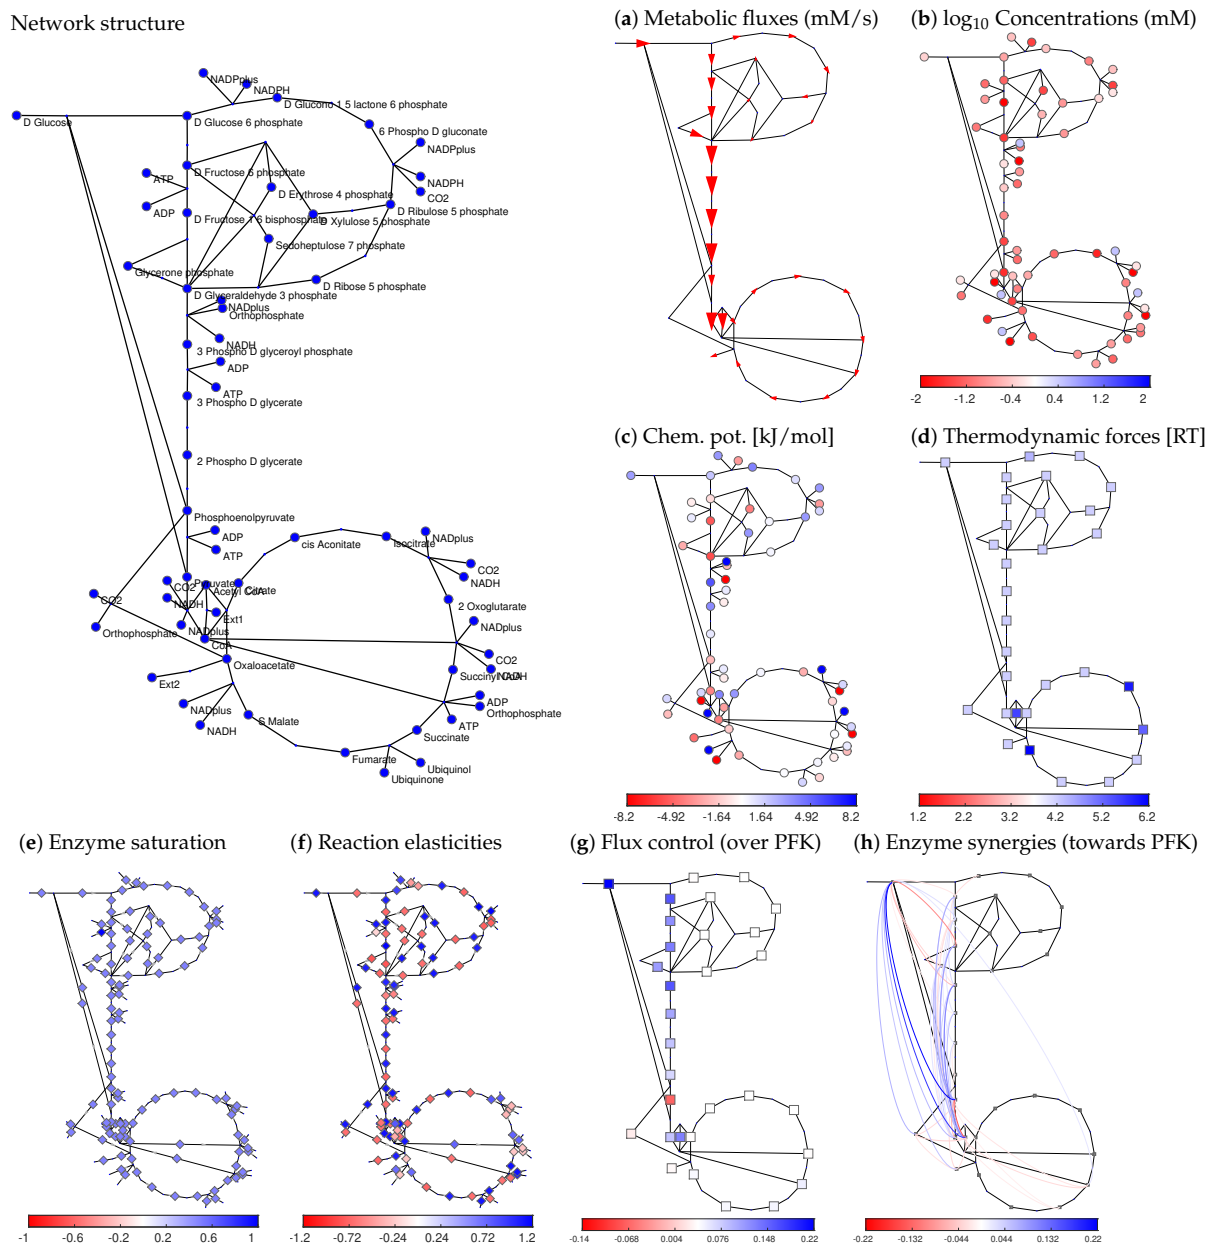 Network structure
NADPplus
NADPH
D Glucono 1 5 lactone 6 phosphate
D Glucose
D Glucose 6 phosphate
6 Phospho D gluconate
NADPplus
D Fructose 6 phosphate
ATP
NADPH
D Erythrose 4 phosphate
CO2
ADP
D Fructose 1 6 bisphosphate
D Xylulose 5 phosphate
D Ribulose 5 phosphate
Sedoheptulose 7 phosphate
Glycerone phosphate
D Ribose 5 phosphate
D Glyceraldehyde 3 phosphate
NADplus
Orthophosphate
NADH
3 Phospho D glyceroyl phosphate
ADP
ATP
3 Phospho D glycerate
2 Phospho D glycerate
Phosphoenolpyruvate
ADP
ATP
cis Aconitate
Isocitrate
NADplus
CO2
NADH
Pyruvate
CO2
Acetyl CoA
Citrate
CO2
NADH
2 Oxoglutarate
Ext1
NADplus
Orthophosphate
NADplus
CoA
CO2
Oxaloacetate
Succinyl CoA
NADH
Ext2
ADP
NADplus
Orthophosphate
S Malate
ATP
NADH
Succinate
Fumarate
Ubiquinol
Ubiquinone
(a) Metabolic fluxes (mM/s)
(b) log10 Concentrations (mM)
-2 -1.2 -0.4 0.4 1.2 2
(c) Chem. pot. [kJ/mol]
-8.2 -4.92 -1.64 1.64 4.92 8.2
(d) Thermodynamic forces [RT]
1.2 2.2 3.2 4.2 5.2 6.2
(e) Enzyme saturation
-1 -0.6 -0.2 0.2 0.6 1
(f) Reaction elasticities
-1.2 -0.72 -0.24 0.24 0.72 1.2
(g) Flux control (over PFK)
-0.14 -0.068 0.004 0.076 0.148 0.22
(h) Enzyme synergies (towards PFK)
-0.22 -0.132 -0.044 0.044 0.132 0.22